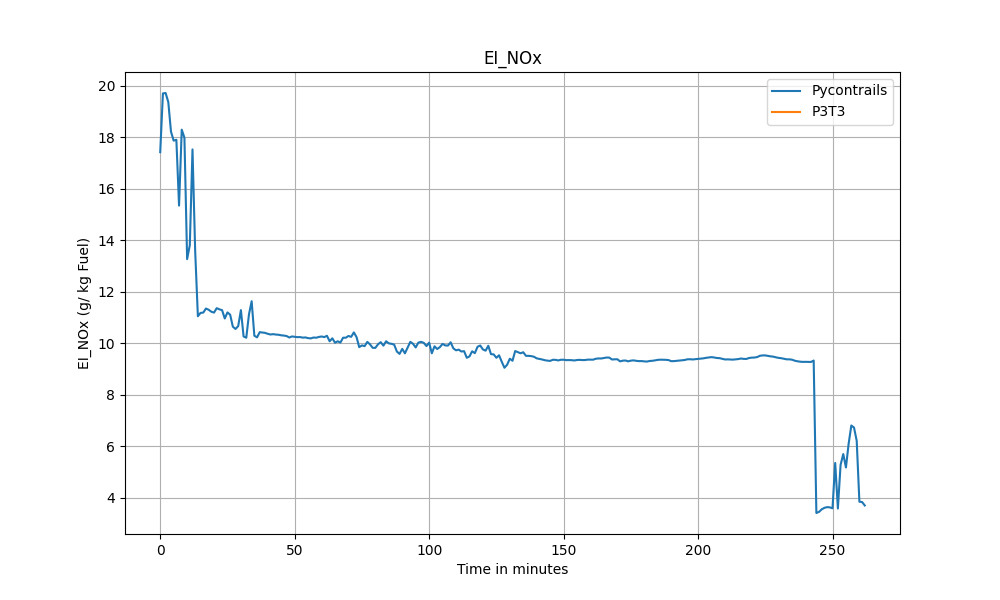 EI_NOx
Pycontrails
P3T3
EI_NOx (g/ kg Fuel)
20
18
16
14
12
10
8
6
4
0 50 100 150 200 250
Time in minutes